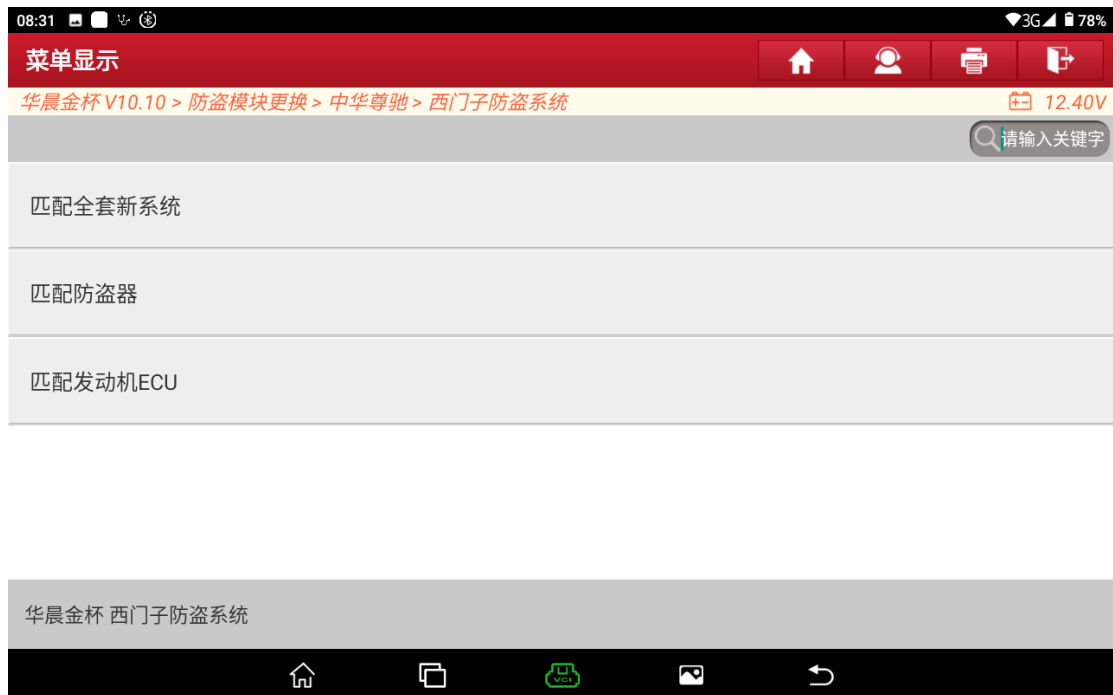 08:31
3G 78%
菜单显示
华晨金杯 V10.10 > 防盗模块更换 > 中华尊驰 > 西门子防盗系统
12.40V
请输入关键字
匹配全套新系统
匹配防盗器
匹配发动机ECU
华晨金杯 西门子防盗系统
VCI